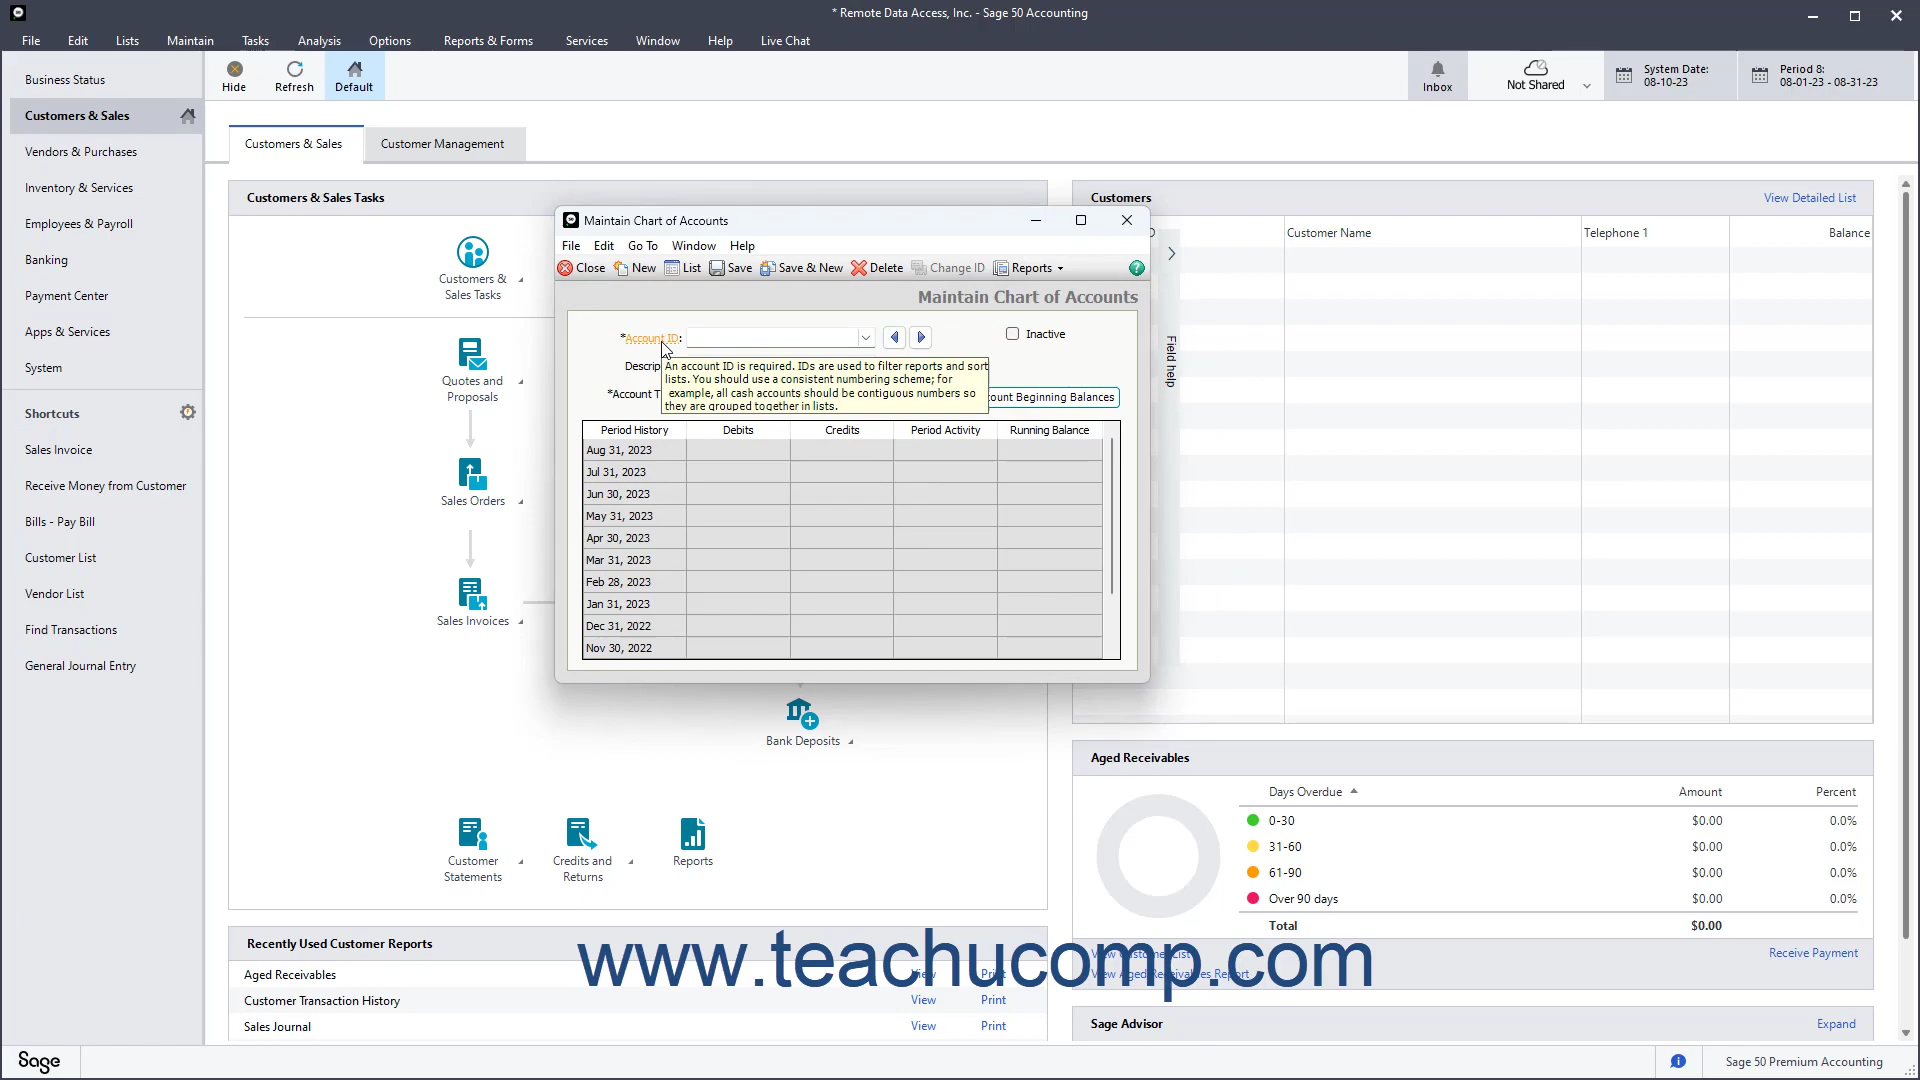 * Remote Data Access, Inc. - Sage 50 Accounting
File Edit Lists Maintain Tasks Analysis Options Reports & Forms Services Window Help Live Chat
Business Status
Customers & Sales
Vendors & Purchases
Inventory & Services
Employees & Payroll
Banking
Payment Center
Apps & Services
System
Shortcuts
Sales Invoice
Receive Money from Customer
Bills - Pay Bill
Customer List
Vendor List
Find Transactions
General Journal Entry
Hide Refresh Default
Inbox
Not Shared
System Date:
08-10-23
Period 8:
08-01-23 - 08-31-23
Customers & Sales Customer Management
Customers & Sales Tasks
Customers &
Sales Tasks
Quotes and
Proposals
Sales Orders
Sales Invoices
Bank Deposits
Customer
Statements
Credits and
Returns
Reports
Maintain Chart of Accounts
File Edit Go To Window Help
Close New List Save Save & New Delete Change ID Reports
Maintain Chart of Accounts
*Account ID:
Inactive
Descrip
*Account T
An account ID is required. IDs are used to filter reports and sort
lists. You should use a consistent numbering scheme; for
example, all cash accounts should be contiguous numbers so
they are grouped together in lists.
ount Beginning Balances
Period History Debits Credits Period Activity Running Balance
Aug 31, 2023
Jul 31, 2023
Jun 30, 2023
May 31, 2023
Apr 30, 2023
Mar 31, 2023
Feb 28, 2023
Jan 31, 2023
Dec 31, 2022
Nov 30, 2022
Field help
Customers View Detailed List
D Customer Name Telephone 1 Balance
Aged Receivables
Days Overdue Amount Percent
0-30 $0.00 0.0%
31-60 $0.00 0.0%
61-90 $0.00 0.0%
Over 90 days $0.00 0.0%
Total $0.00
View Customer List
Receive Payment
View Aged Receivables Report
Recently Used Customer Reports
Aged Receivables View Print
Customer Transaction History View Print
Sales Journal View Print
www.teachucomp.com
Sage Advisor Expand
Sage
Sage 50 Premium Accounting